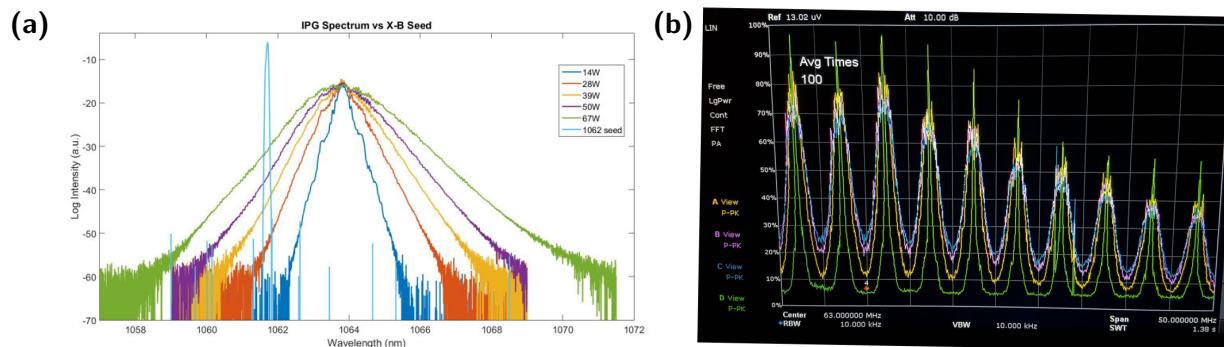 (a)
IPG Spectrum vs X-B Seed
Log Intensity (a.u.)
-10
-20
-30
-40
-50
-60
-70
14W
28W
39W
50W
67W
1062 seed
1058
1060
1062
1064
1066
1068
1070
1072
Wavelength (nm)
(b)
Ref 13.02 uV Att 10.00 dB
LIN
100%
90%
80%
70%
60%
50%
40%
30%
20%
10%
0%
Avg Times
100
Free
LgPwr
Cont
FFT
PA
A View
P-PK
B View
P-PK
C View
P-PK
D View
P-PK
4
Center 63.000000 MHz Span 50.000000 MHz
*RBW 10.000 kHz VBW 10.000 kHz SWT 1.38 s